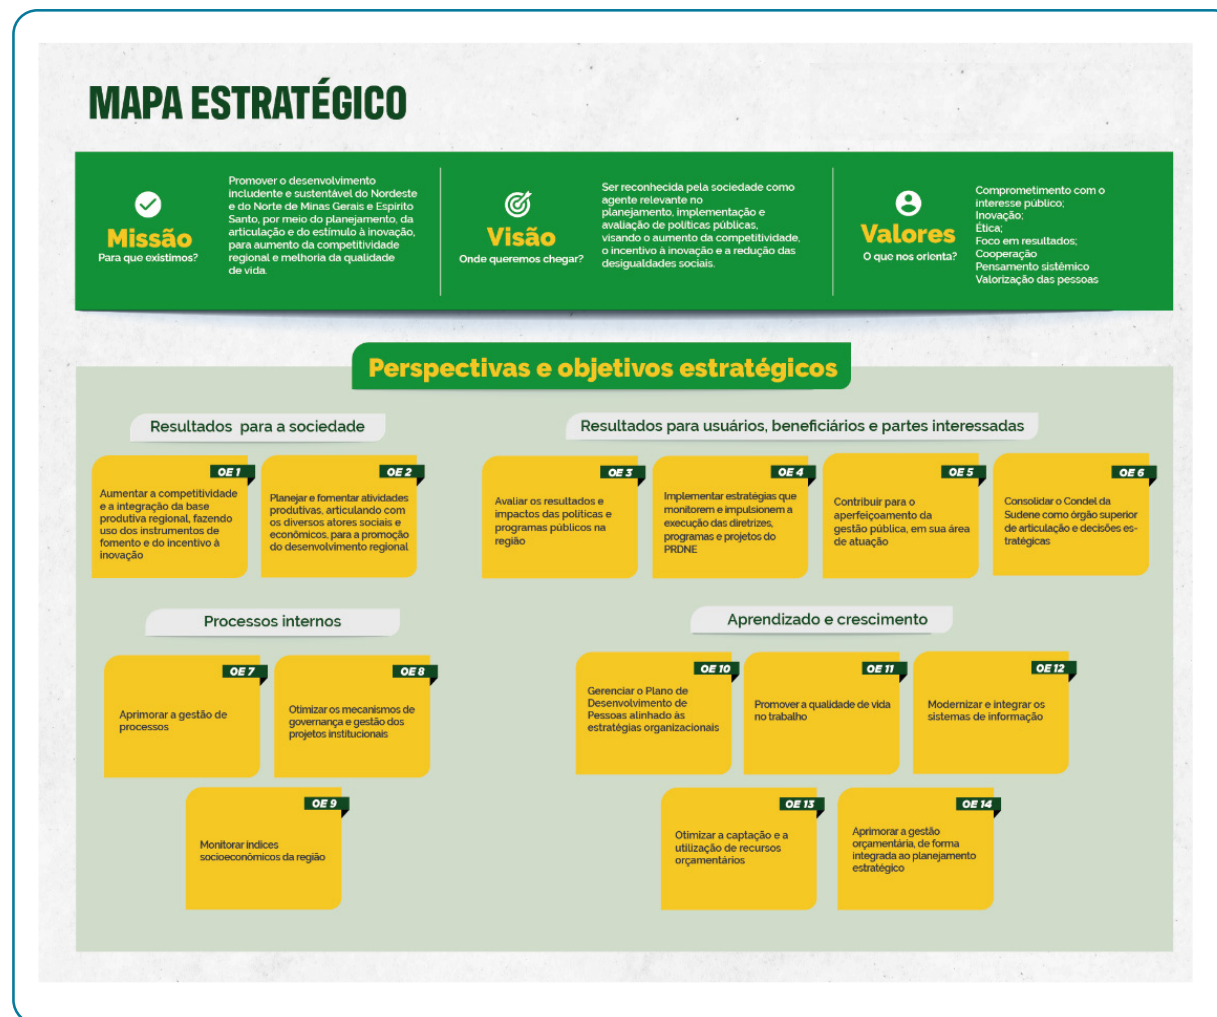 MAPA ESTRATÉGICO
Missão
Para que existimos?
Promover o desenvolvimento
includente e sustentável do Nordeste
e do Norte de Minas Gerais e Espírito
Santo, por meio do planejamento, da
articulação e do estímulo à inovação,
para aumento da competitividade
regional e melhoria da qualidade
de vida.
Visão
Onde queremos chegar?
Ser reconhecida pela sociedade como
agente relevante no
planejamento, implementação e
avaliação de políticas públicas,
visando o aumento da competitividade,
o incentivo à inovação e a redução das
desigualdades sociais.
Valores
O que nos orienta?
Comprometimento com o
interesse público;
Inovação;
Ética;
Foco em resultados;
Cooperação
Pensamento sistêmico
Valorização das pessoas
Perspectivas e objetivos estratégicos
Resultados para a sociedade
OE 1
Aumentar a competitividade
e a integração da base
produtiva regional, fazendo
uso dos instrumentos de
fomento e do incentivo à
inovação
OE 2
Planejar e fomentar atividades
produtivas, articulando com
os diversos atores sociais e
econômicos, para a promoção
do desenvolvimento regional
Resultados para usuários, beneficiários e partes interessadas
OE 3
Avaliar os resultados e
impactos das políticas e
programas públicos na
região
OE 4
Implementar estratégias que
monitorem e impulsionem a
execução das diretrizes,
programas e projetos do
PRDNE
OE 5
Contribuir para o
aperfeiçoamento da
gestão pública, em sua área
de atuação
OE 6
Consolidar o Condel da
Sudene como órgão superior
de articulação e decisões es-
tratégicas
Processos internos
OE 7
Aprimorar a gestão de
processos
OE 8
Otimizar os mecanismos de
governança e gestão dos
projetos institucionais
OE 9
Monitorar índices
socioeconômicos da região
Aprendizado e crescimento
OE 10
Gerenciar o Plano de
Desenvolvimento de
Pessoas alinhado às
estratégias organizacionais
OE 11
Promover a qualidade de vida
no trabalho
OE 12
Modernizar e integrar os
sistemas de informação
OE 13
Otimizar a captação e a
utilização de recursos
orçamentários
OE 14
Aprimorar a gestão
orçamentária, de forma
integrada ao planejamento
estratégico